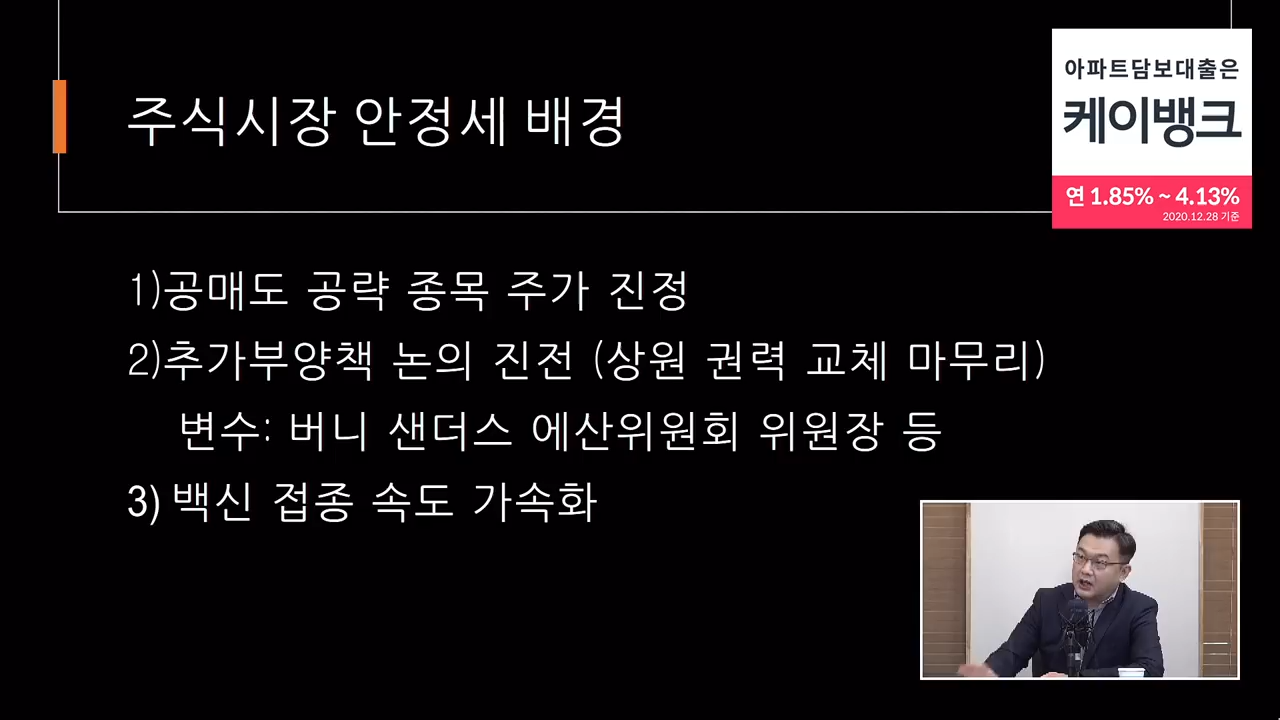 주식시장 안정세 배경
아파트담보대출은
케이뱅크
연 1.85% ~ 4.13%
2020.12.28 기준
1)공매도 공략 종목 주가 진정
2)추가부양책 논의 진전 (상원 권력 교체 마무리)
변수: 버니 샌더스 에산위원회 위원장 등
3) 백신 접종 속도 가속화